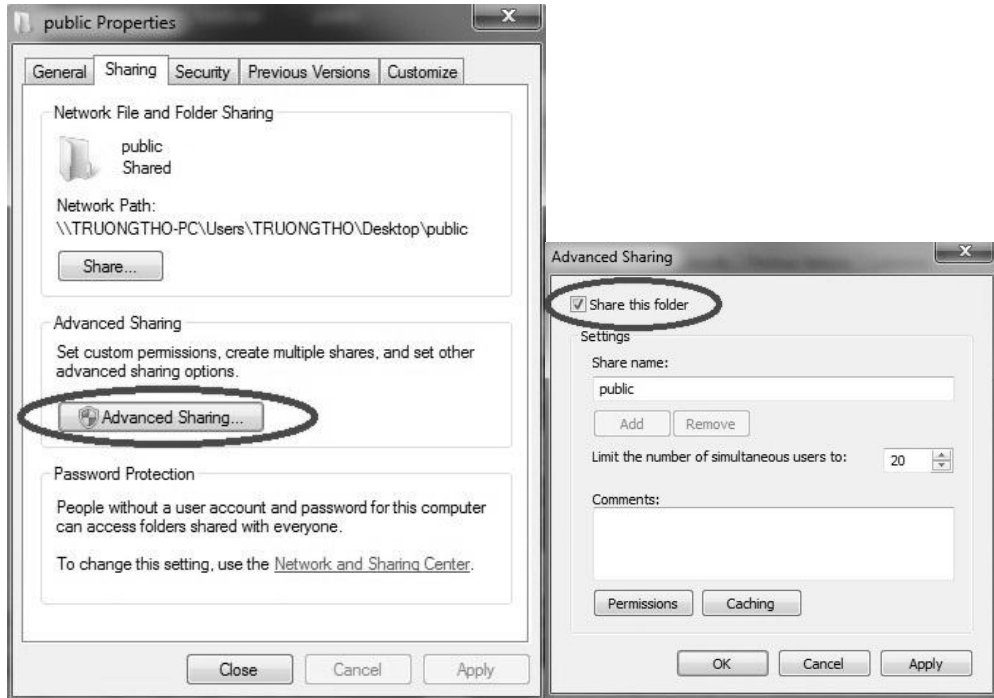 public Properties
General Sharing Security Previous Versions Customize
Network File and Folder Sharing
public
Shared
Network Path:
\\TRUONGTHO-PC\Users\TRUONGTHO\Desktop\public
Share...
Advanced Sharing
Set custom permissions, create multiple shares, and set other
advanced sharing options.
Advanced Sharing...
Password Protection
People without a user account and password for this computer
can access folders shared with everyone.
To change this setting, use the Network and Sharing Center.
Close Cancel Apply
Advanced Sharing
Share this folder
Settings
Share name:
public
Add Remove
Limit the number of simultaneous users to: 20
Comments:
Permissions Caching
OK Cancel Apply